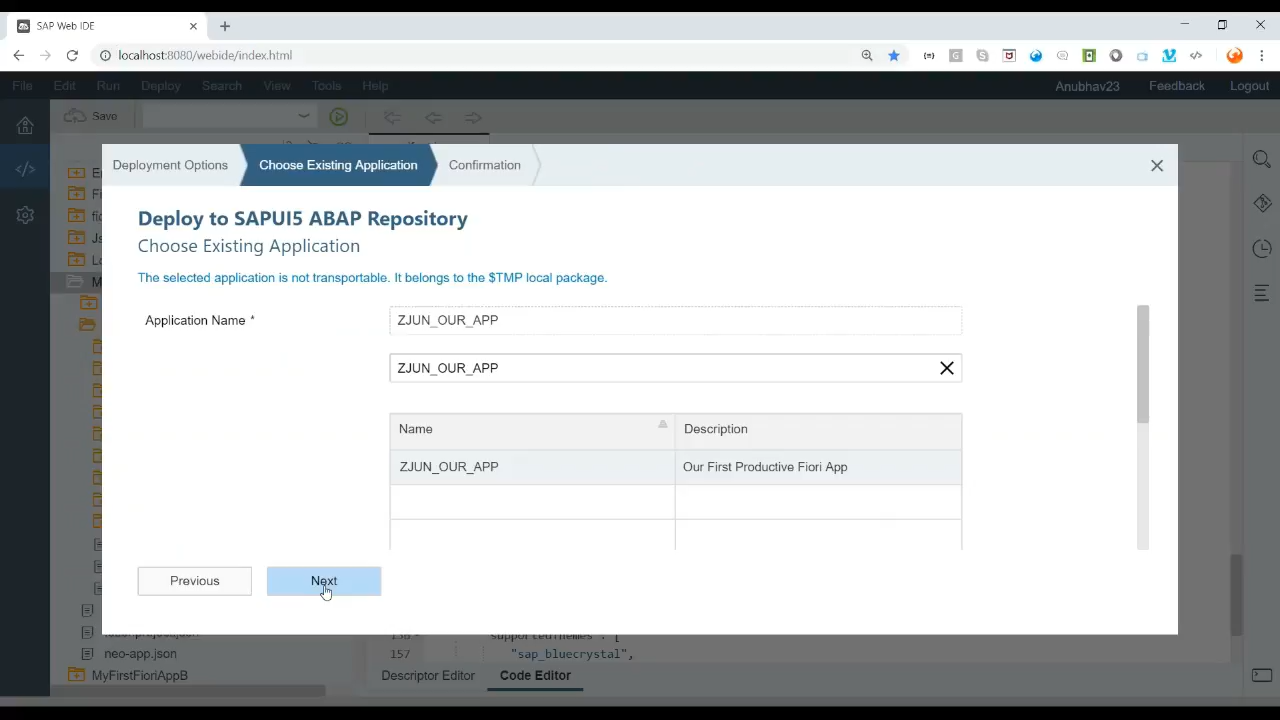 SAP Web IDE
localhost:8080/webide/index.html
File Edit Run Deploy Search View Tools Help Anubhav23 Feedback Logout
Save
Deployment Options Choose Existing Application Confirmation
Deploy to SAPUI5 ABAP Repository
Choose Existing Application
The selected application is not transportable. It belongs to the $TMP local package.
Application Name * ZJUN_OUR_APP
ZJUN_OUR_APP
Name Description
ZJUN_OUR_APP Our First Productive Fiori App
Previous Next
neo-app.json 157 "sap_bluecrystal",
MyFirstFioriAppB Descriptor Editor Code Editor